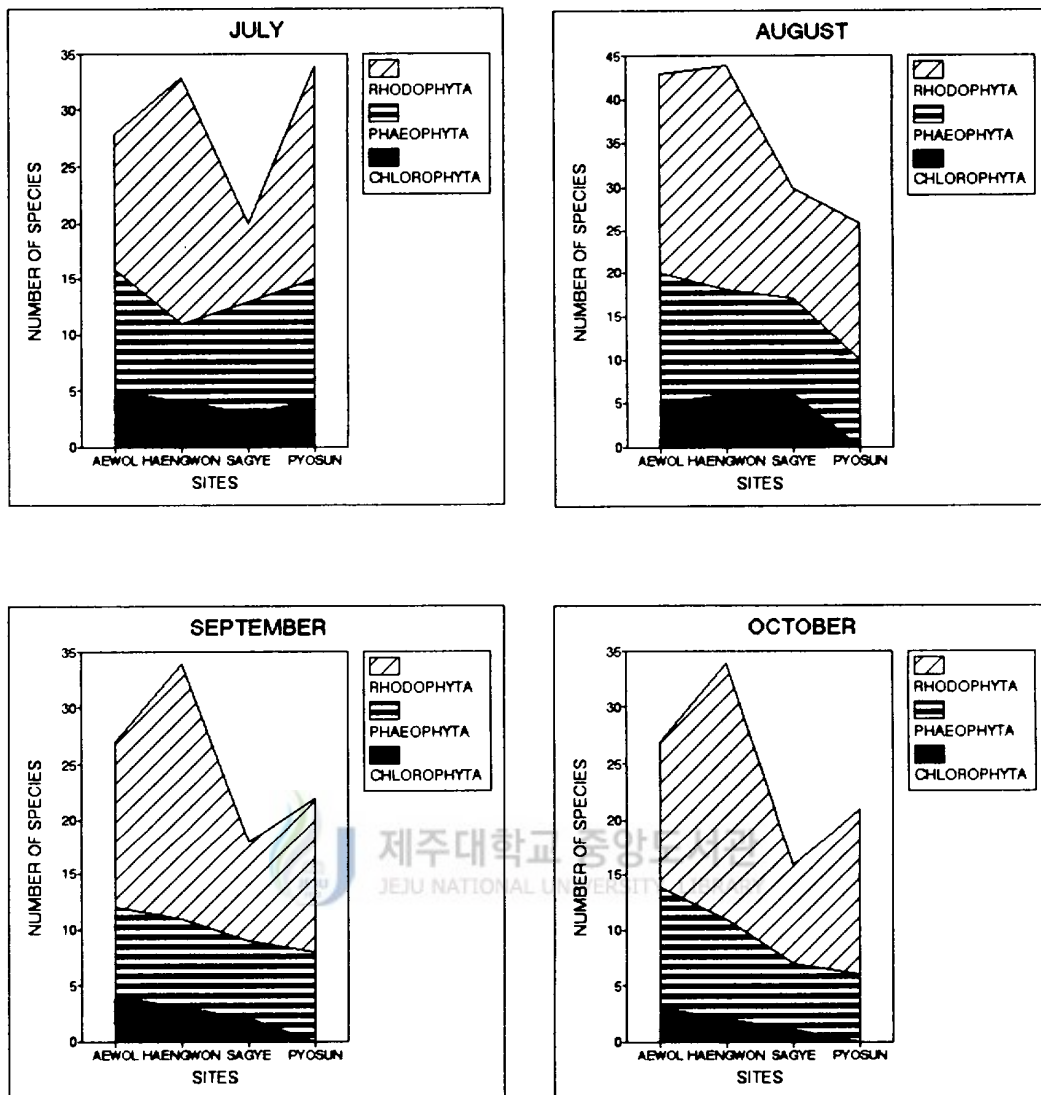 JULY
NUMBER OF SPECIES
35
30
25
20
15
10
5
0
AEWOL HAENGWON SAGYE PYOSUN
SITES
RHODOPHYTA
PHAEOPHYTA
CHLOROPHYTA
AUGUST
NUMBER OF SPECIES
45
40
35
30
25
20
15
10
5
0
AEWOL HAENGWON SAGYE PYOSUN
SITES
RHODOPHYTA
PHAEOPHYTA
CHLOROPHYTA
SEPTEMBER
NUMBER OF SPECIES
35
30
25
20
15
10
5
0
AEWOL HAENGWON SAGYE PYOSUN
SITES
RHODOPHYTA
PHAEOPHYTA
CHLOROPHYTA
OCTOBER
NUMBER OF SPECIES
35
30
25
20
15
10
5
0
AEWOL HAENGWON SAGYE PYOSUN
SITES
RHODOPHYTA
PHAEOPHYTA
CHLOROPHYTA
제주대학교 중앙도서관
JEJU NATIONAL UNIVERSITY LIBRARY